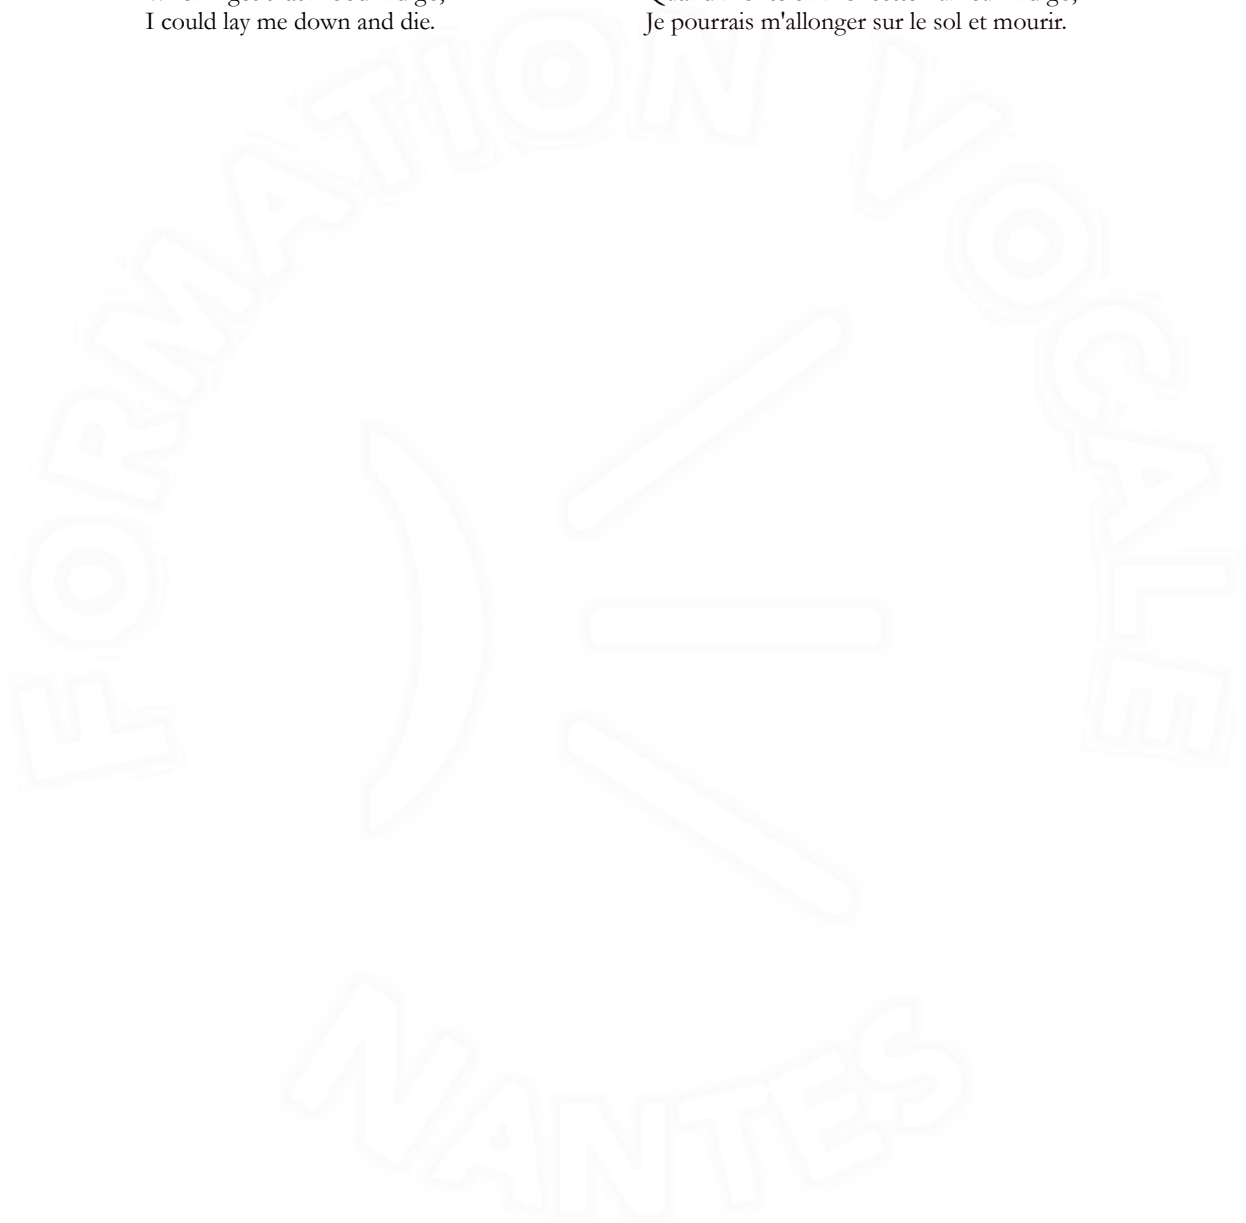 I could lay me down and die.
Je pourrais m'allonger sur le sol et mourir.
FORMATION VOCALE
NANTES